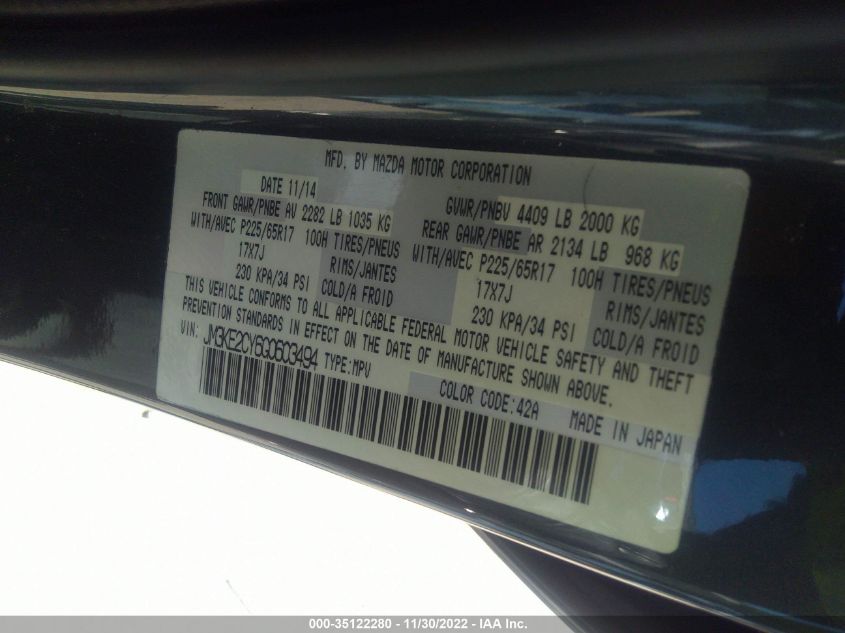 MFD. BY MAZDA MOTOR CORPORATION
DATE 11/14 GVWR/PNBV 4409 LB 2000 KG
FRONT GAWR/PNBE AV 2282 LB 1035 KG REAR GAWR/PNBE AR 2134 LB 968 KG
WITH/AVEC P225/65R17 100H TIRES/PNEUS WITH/AVEC P225/65R17 100H TIRES/PNEUS
17X7J RIMS/JANTES 17X7J RIMS/JANTES
230 KPA/34 PSI COLD/A FROID 230 KPA/34 PSI COLD/A FROID
THIS VEHICLE CONFORMS TO ALL APPLICABLE FEDERAL MOTOR VEHICLE SAFETY AND THEFT
PREVENTION STANDARDS IN EFFECT ON THE DATE OF MANUFACTURE SHOWN ABOVE.
VIN: JM3KE2CY6G0603494 TYPE:MPV
COLOR CODE:42A MADE IN JAPAN
000-35122280 - 11/30/2022 - IAA Inc.